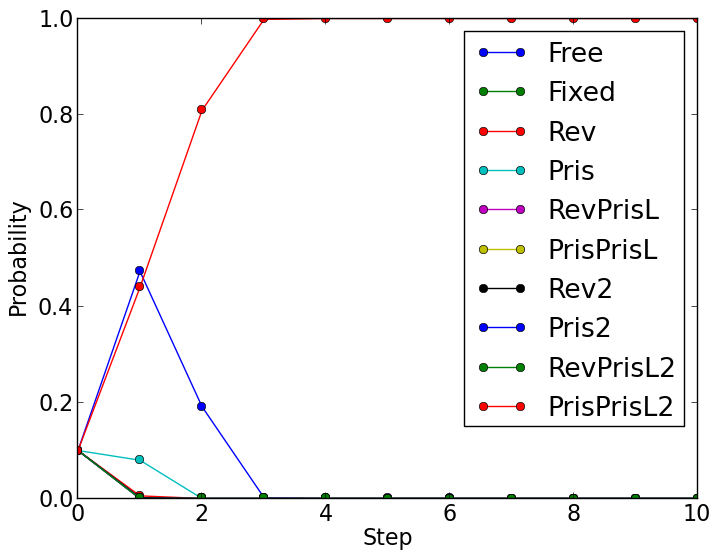 1.0
0.8
0.6
0.4
0.2
0.0
Probability
0 2 4 6 8 10
Step
Free
Fixed
Rev
Pris
RevPrisL
PrisPrisL
Rev2
Pris2
RevPrisL2
PrisPrisL2